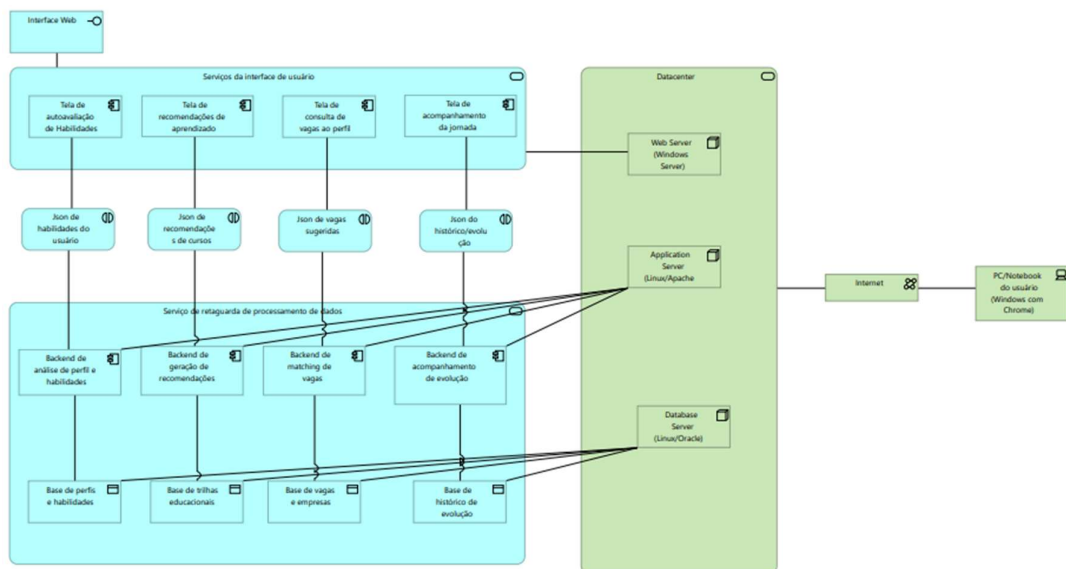 Interface Web
Serviços da interface de usuário
Tela de
autoavaliação
de Habilidades
Tela de
recomendações de
aprendizado
Tela de
consulta de
vagas ao perfil
Tela de
acompanhamento
da jornada
Json de
habilidades do
usuário
Json de
recomendaçõe
s de cursos
Json de vagas
sugeridas
Json do
histórico/evolu
ção
Serviço de retaguarda de processamento de dados
Backend de
análise de perfil e
habilidades
Backend de
geração de
recomendações
Backend de
matching de
vagas
Backend de
acompanhamento
de evolução
Base de perfis
e habilidades
Base de trilhas
educacionais
Base de vagas
e empresas
Base de
histórico de
evolução
Datacenter
Web Server
(Windows
Server)
Application
Server
(Linux/Apache
Database
Server
(Linux/Oracle)
Internet
PC/Notebook
do usuário
(Windows com
Chrome)